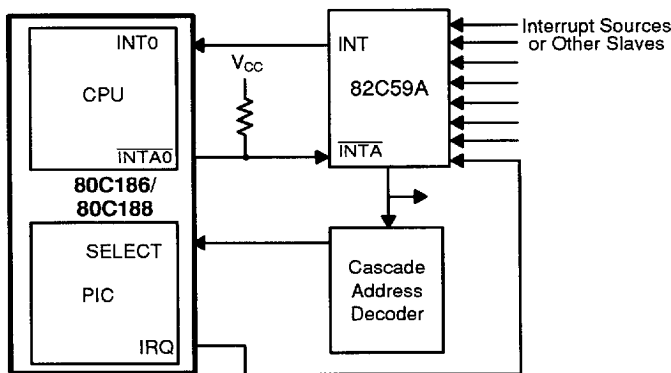 INT0
CPU
INTA0
80C186/
80C188
SELECT
PIC
IRQ
VCC
INT
82C59A
INTA
Interrupt Sources
or Other Slaves
Cascade
Address
Decoder